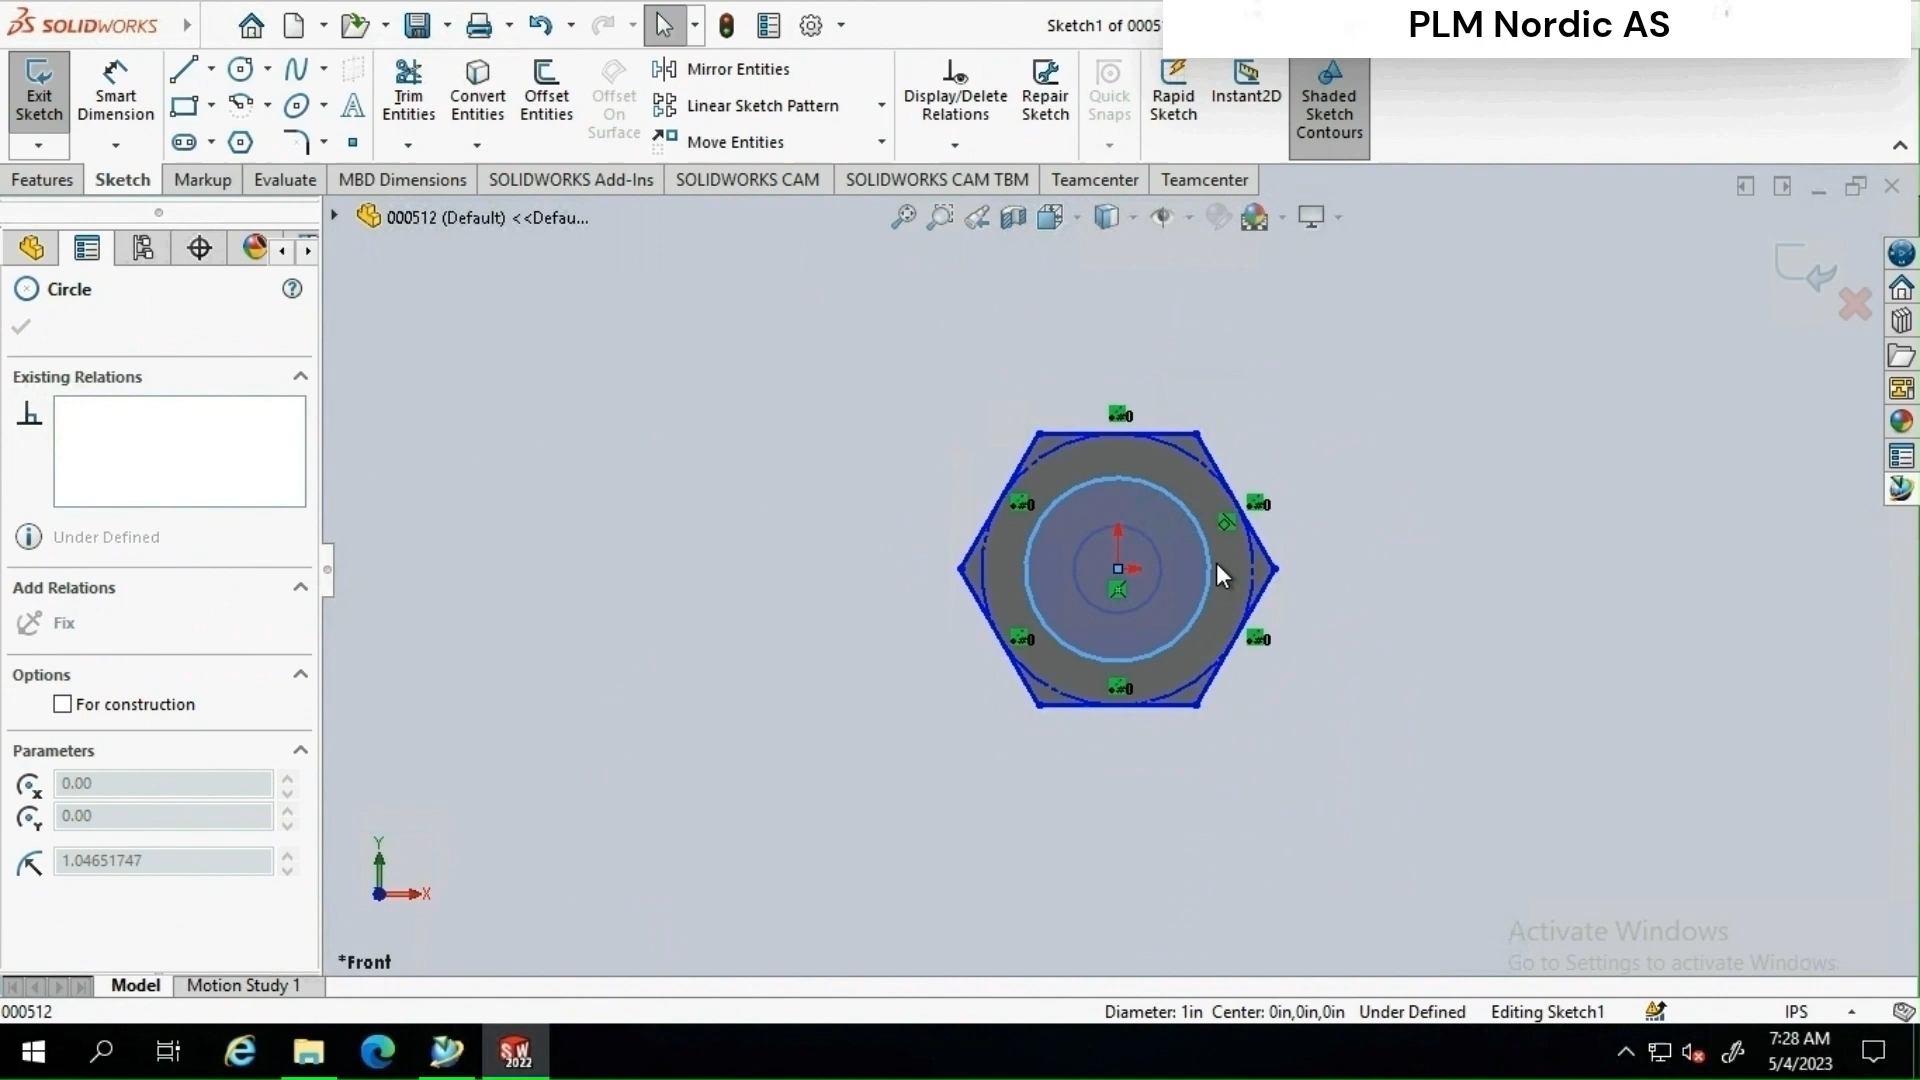 SOLIDWORKS
Sketch1 of 0005
PLM Nordic AS
Exit
Sketch
Smart
Dimension
Trim
Entities
Convert
Entities
Offset
Entities
Offset
On
Surface
Mirror Entities
Linear Sketch Pattern
Move Entities
Display/Delete
Relations
Repair
Sketch
Quick
Snaps
Rapid
Sketch
Instant2D
Shaded
Sketch
Contours
Features
Sketch
Markup
Evaluate
MBD Dimensions
SOLIDWORKS Add-Ins
SOLIDWORKS CAM
SOLIDWORKS CAM TBM
Teamcenter
Teamcenter
000512 (Default) <<Defau...
Circle
Existing Relations
Under Defined
Add Relations
Fix
Options
For construction
Parameters
0.00
0.00
1.04651747
Y
X
*Front
Activate Windows
Go to Settings to activate Windows.
Model
Motion Study 1
000512
Diameter: 1in Center: 0in,0in,0in
Under Defined
Editing Sketch1
IPS
SW
2022
7:28 AM
5/4/2023